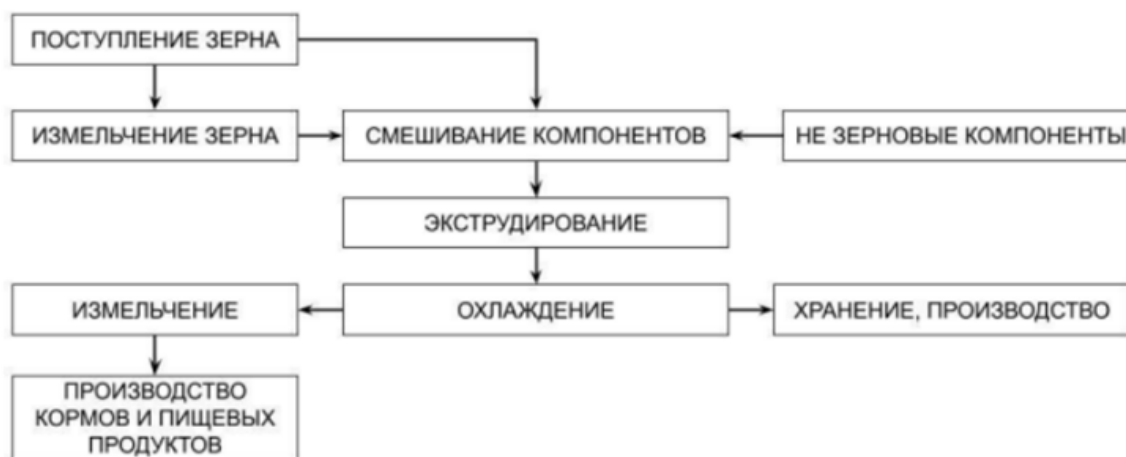 ПОСТУПЛЕНИЕ ЗЕРНА
ИЗМЕЛЬЧЕНИЕ ЗЕРНА
СМЕШИВАНИЕ КОМПОНЕНТОВ
НЕ ЗЕРНОВЫЕ КОМПОНЕНТЫ
ЭКСТРУДИРОВАНИЕ
ИЗМЕЛЬЧЕНИЕ
ОХЛАЖДЕНИЕ
ХРАНЕНИЕ, ПРОИЗВОДСТВО
ПРОИЗВОДСТВО
КОРМОВ И ПИЩЕВЫХ
ПРОДУКТОВ